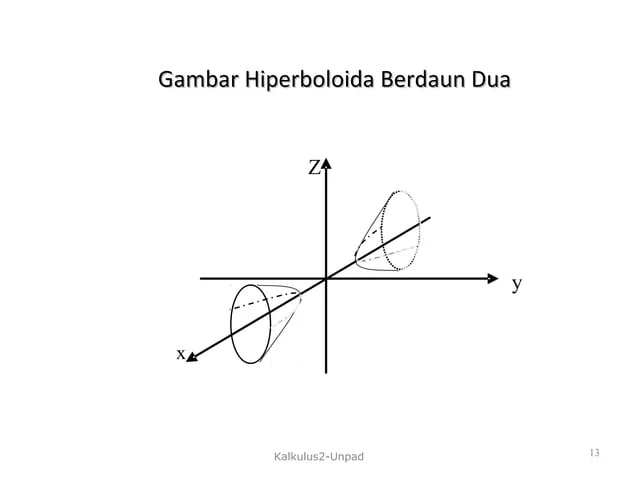 Gambar Hiperboloida Berdaun Dua
Z
y
x
Kalkulus2-Unpad
13